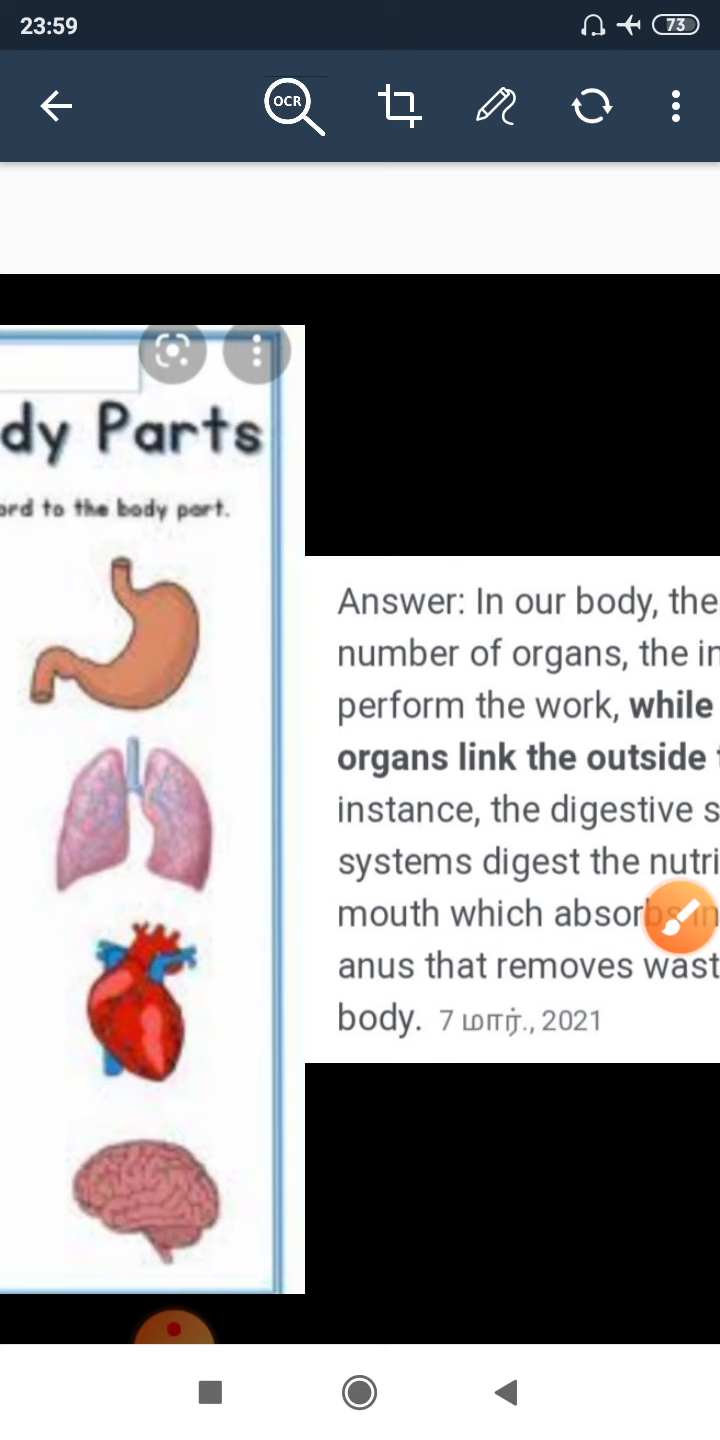 23:59
73
OCR
dy Parts
ord to the body part.
Answer: In our body, the
number of organs, the in
perform the work, while
organs link the outside t
instance, the digestive s
systems digest the nutri
mouth which absorbs in
anus that removes wast
body. 7 மார்., 2021